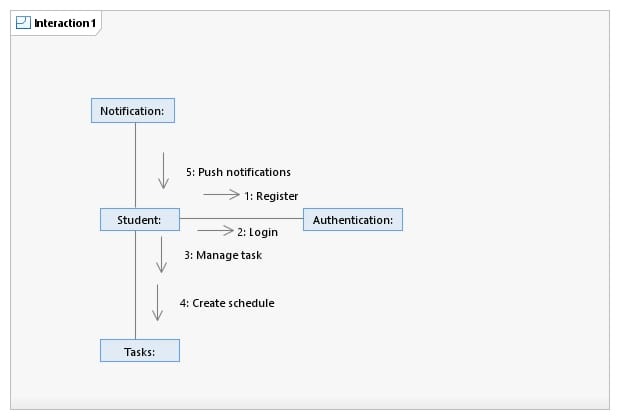 Interaction1
Notification:
5: Push notifications
1: Register
Student:
Authentication:
2: Login
3: Manage task
4: Create schedule
Tasks: